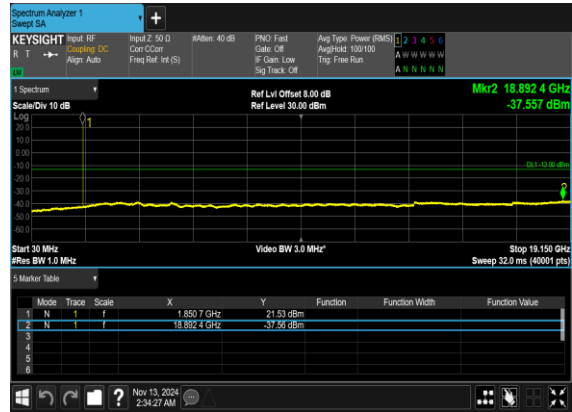 Spectrum Analyzer 1
Swept SA
+
KEYSIGHT Input: RF Input Z: 50 Ω #Atten: 40 dB PNO: Fast Avg Type: Power (RMS) 1 2 3 4 5 6
R T Coupling: DC Corr CCorr Gate: Off Avg|Hold: 100/100 A W W W W W
Align: Auto Freq Ref: Int (S) IF Gain: Low Trig: Free Run A N N N N N
Sig Track: Off
1 Spectrum Ref Lvl Offset 8.00 dB Mkr2 18.892 4 GHz
Scale/Div 10 dB Ref Level 30.00 dBm -37.557 dBm
Log
1
20.0
10.0
0.00
-10.0
DL1 -13.00 dBm
-20.0
-30.0
2
-40.0
-50.0
-60.0
Start 30 MHz Video BW 3.0 MHz* Stop 19.150 GHz
#Res BW 1.0 MHz Sweep 32.0 ms (40001 pts)
5 Marker Table
Mode Trace Scale X Y Function Function Width Function Value
1 N 1 f 1.850 7 GHz 21.53 dBm
2 N 1 f 18.892 4 GHz -37.56 dBm
3
4
5
6
? Nov 13, 2024
2:34:27 AM